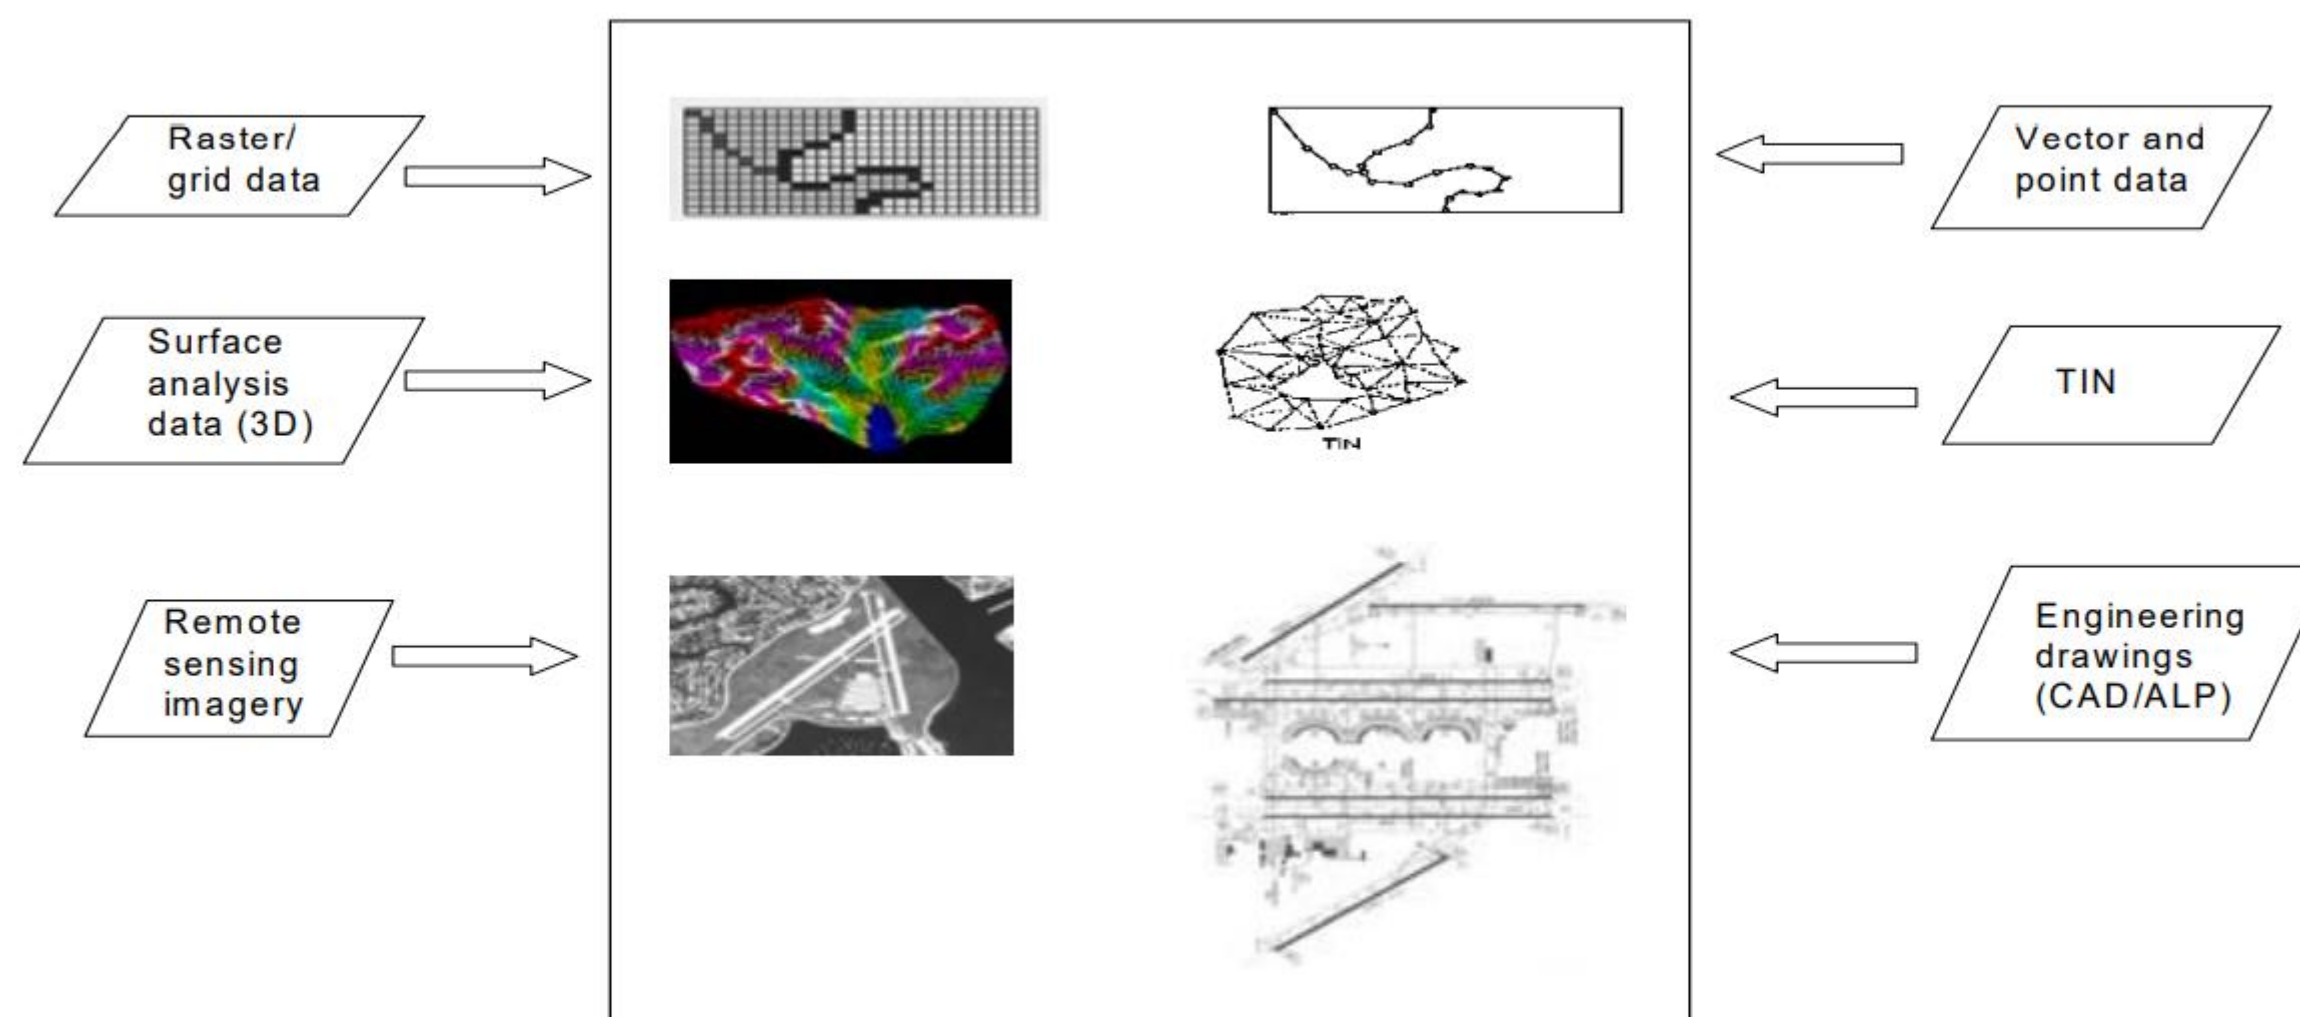 Raster/
grid data
Vector and
point data
Surface
analysis
data (3D)
TIN
TIN
Remote
sensing
imagery
Engineering
drawings
(CAD/ALP)